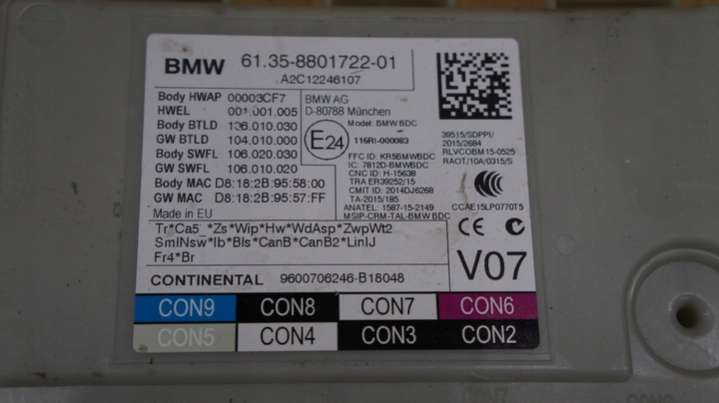 BMW 61.35-8801722-01
A2C12246107
Body HWAP 00003CF7
HWEL 001.001.005
Body BTLD 136.010.030
GW BTLD 104.010.000
Body SWFL 106.020.030
GW SWFL 106.010.020
Body MAC D8:18:2B:95:58:00
GW MAC D8:18:2B:95:57:FF
Made in EU
BMW AG
D-80788 München
Model: BMW BDC
E24
116RI-000083
FFC ID: KR5BMWBDC
IC: 7812D-BMWBDC
CNC ID: H-15638
TRA ER39252/15
CMIT ID: 2014DJ6268
TA-2015/185
ANATEL: 1587-15-2149
MSIP-CRM-TAL-BMW BDC
39515/SDPPI/
2015/2684
RLVCOBM15-0525
RAOT/10A/0315/S
CCAE15LP0770T5
CE
V07
Tr*Ca5_*Zs*Wip*Hw*WdAsp*ZwpWt2
SmlNsw*Ib*Bls*CanB*CanB2*LinIJ
Fr4*Br
CONTINENTAL 9600706246-B18048
CON9 CON8 CON7 CON6
CON5 CON4 CON3 CON2